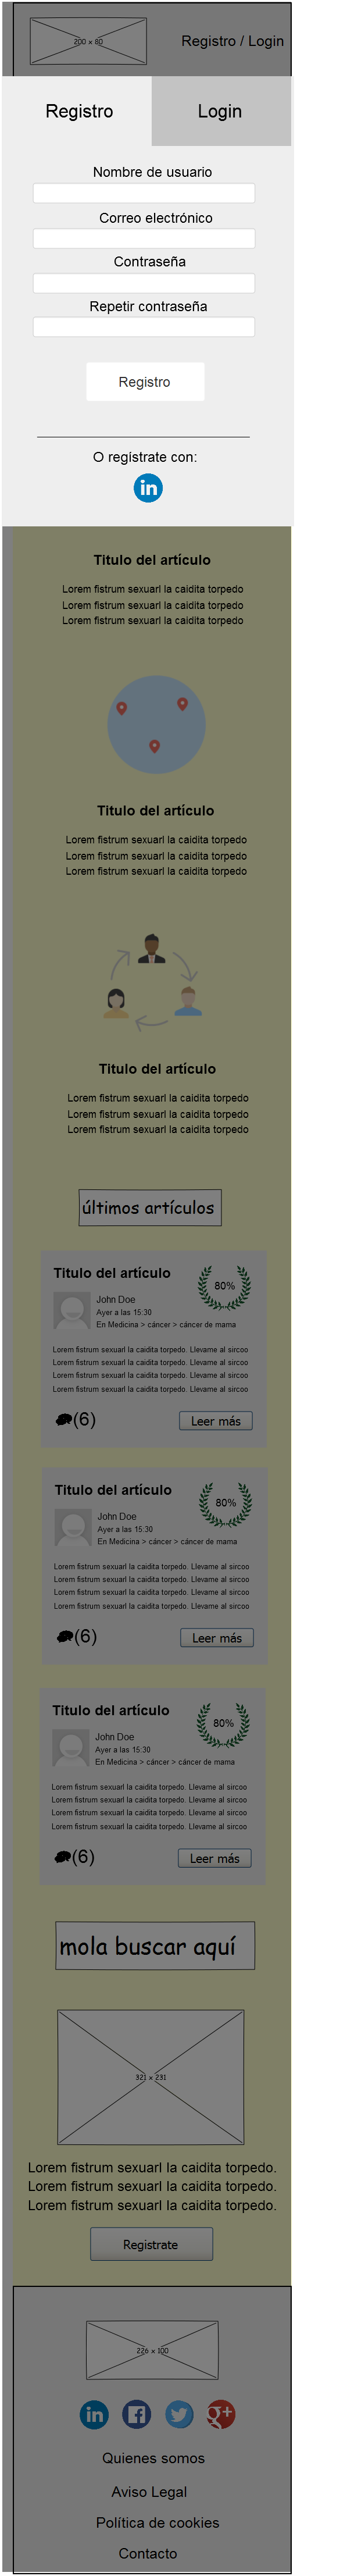 200 x 80
Registro / Login
Registro
Login
Nombre de usuario
Correo electrónico
Contraseña
Repetir contraseña
Registro
O regístrate con:
in
Titulo del artículo
Lorem fistrum sexuarl la caidita torpedo
Lorem fistrum sexuarl la caidita torpedo
Lorem fistrum sexuarl la caidita torpedo
Titulo del artículo
Lorem fistrum sexuarl la caidita torpedo
Lorem fistrum sexuarl la caidita torpedo
Lorem fistrum sexuarl la caidita torpedo
Titulo del artículo
Lorem fistrum sexuarl la caidita torpedo
Lorem fistrum sexuarl la caidita torpedo
Lorem fistrum sexuarl la caidita torpedo
últimos artículos
Titulo del artículo
80%
John Doe
Ayer a las 15:30
En Medicina > cáncer > cáncer de mama
Lorem fistrum sexuarl la caidita torpedo. Llevame al sircoo
Lorem fistrum sexuarl la caidita torpedo. Llevame al sircoo
Lorem fistrum sexuarl la caidita torpedo. Llevame al sircoo
Lorem fistrum sexuarl la caidita torpedo. Llevame al sircoo
(6)
Leer más
Titulo del artículo
80%
John Doe
Ayer a las 15:30
En Medicina > cáncer > cáncer de mama
Lorem fistrum sexuarl la caidita torpedo. Llevame al sircoo
Lorem fistrum sexuarl la caidita torpedo. Llevame al sircoo
Lorem fistrum sexuarl la caidita torpedo. Llevame al sircoo
Lorem fistrum sexuarl la caidita torpedo. Llevame al sircoo
(6)
Leer más
Titulo del artículo
80%
John Doe
Ayer a las 15:30
En Medicina > cáncer > cáncer de mama
Lorem fistrum sexuarl la caidita torpedo. Llevame al sircoo
Lorem fistrum sexuarl la caidita torpedo. Llevame al sircoo
Lorem fistrum sexuarl la caidita torpedo. Llevame al sircoo
Lorem fistrum sexuarl la caidita torpedo. Llevame al sircoo
(6)
Leer más
mola buscar aquí
321 x 231
Lorem fistrum sexuarl la caidita torpedo.
Lorem fistrum sexuarl la caidita torpedo.
Lorem fistrum sexuarl la caidita torpedo.
Registrate
226 x 100
in f g+
Quienes somos
Aviso Legal
Política de cookies
Contacto